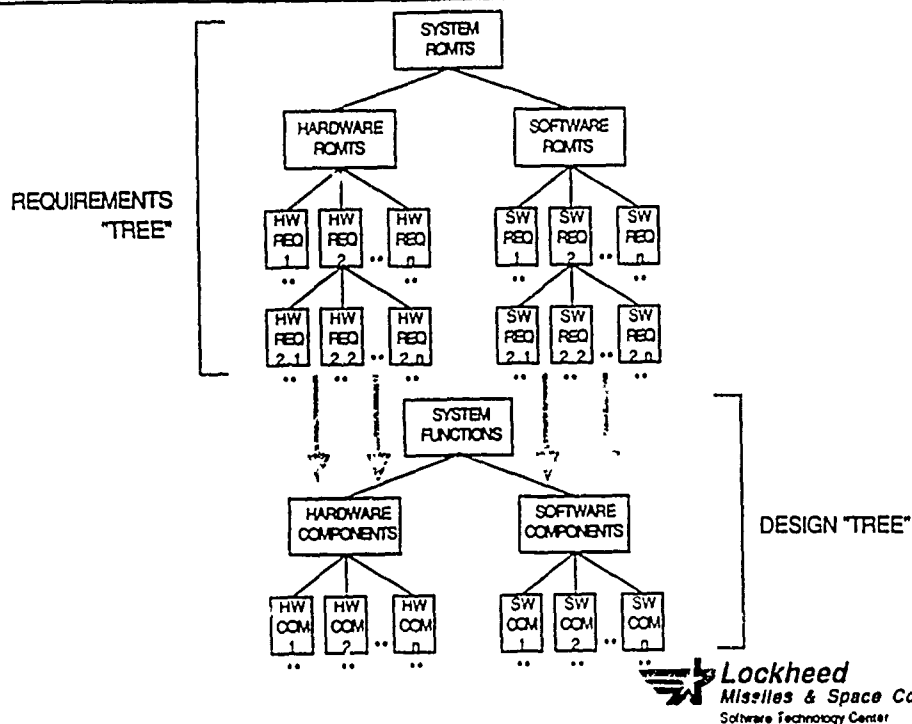 SYSTEM
RQMTS
HARDWARE
RQMTS
SOFTWARE
RQMTS
REQUIREMENTS
"TREE"
HW
REQ
1
HW
REQ
2
..
HW
REQ
n
SW
REQ
1
SW
REQ
2
..
SW
REQ
n
HW
REQ
2.1
HW
REQ
2.2
..
HW
REQ
2.n
SW
REQ
2.1
SW
REQ
2.2
..
SW
REQ
2.n
SYSTEM
FUNCTIONS
HARDWARE
COMPONENTS
SOFTWARE
COMPONENTS
DESIGN "TREE"
HW
COM
1
HW
COM
2
..
HW
COM
n
SW
COM
1
SW
COM
2
..
SW
COM
n
Lockheed
Missiles & Space Co
Software Technology Center